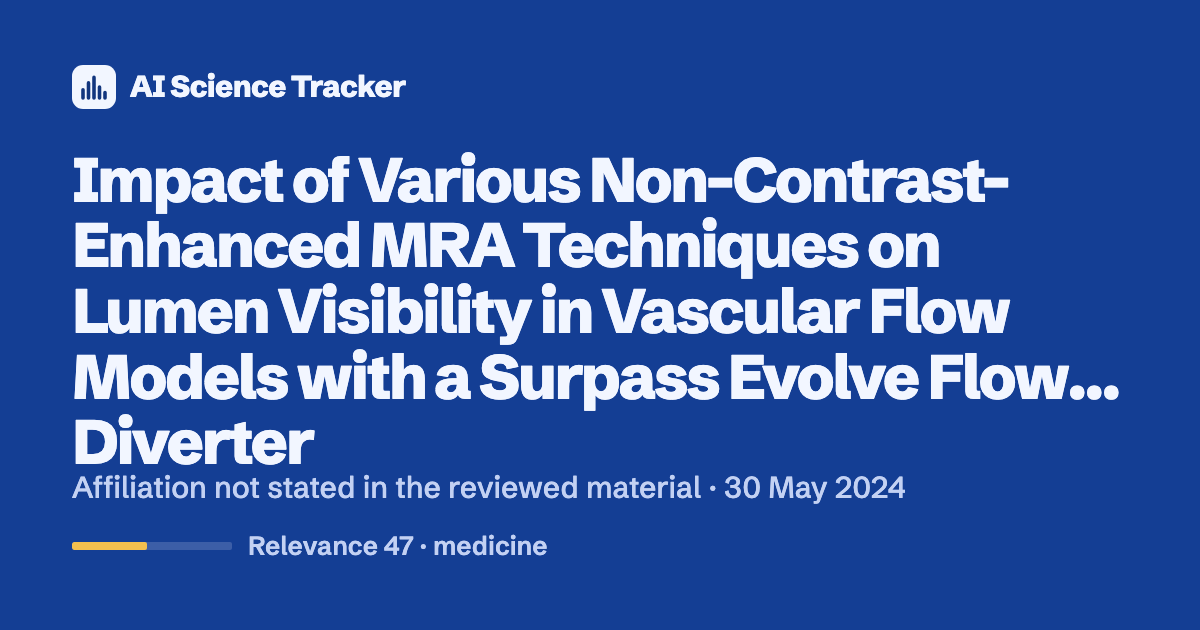 AI Science Tracker
Impact of Various Non-Contrast-
Enhanced MRA Techniques on
Lumen Visibility in Vascular Flow
Models with a Surpass Evolve Flow...
Diverter
Affiliation not stated in the reviewed material · 30 May 2024
Relevance 47 · medicine